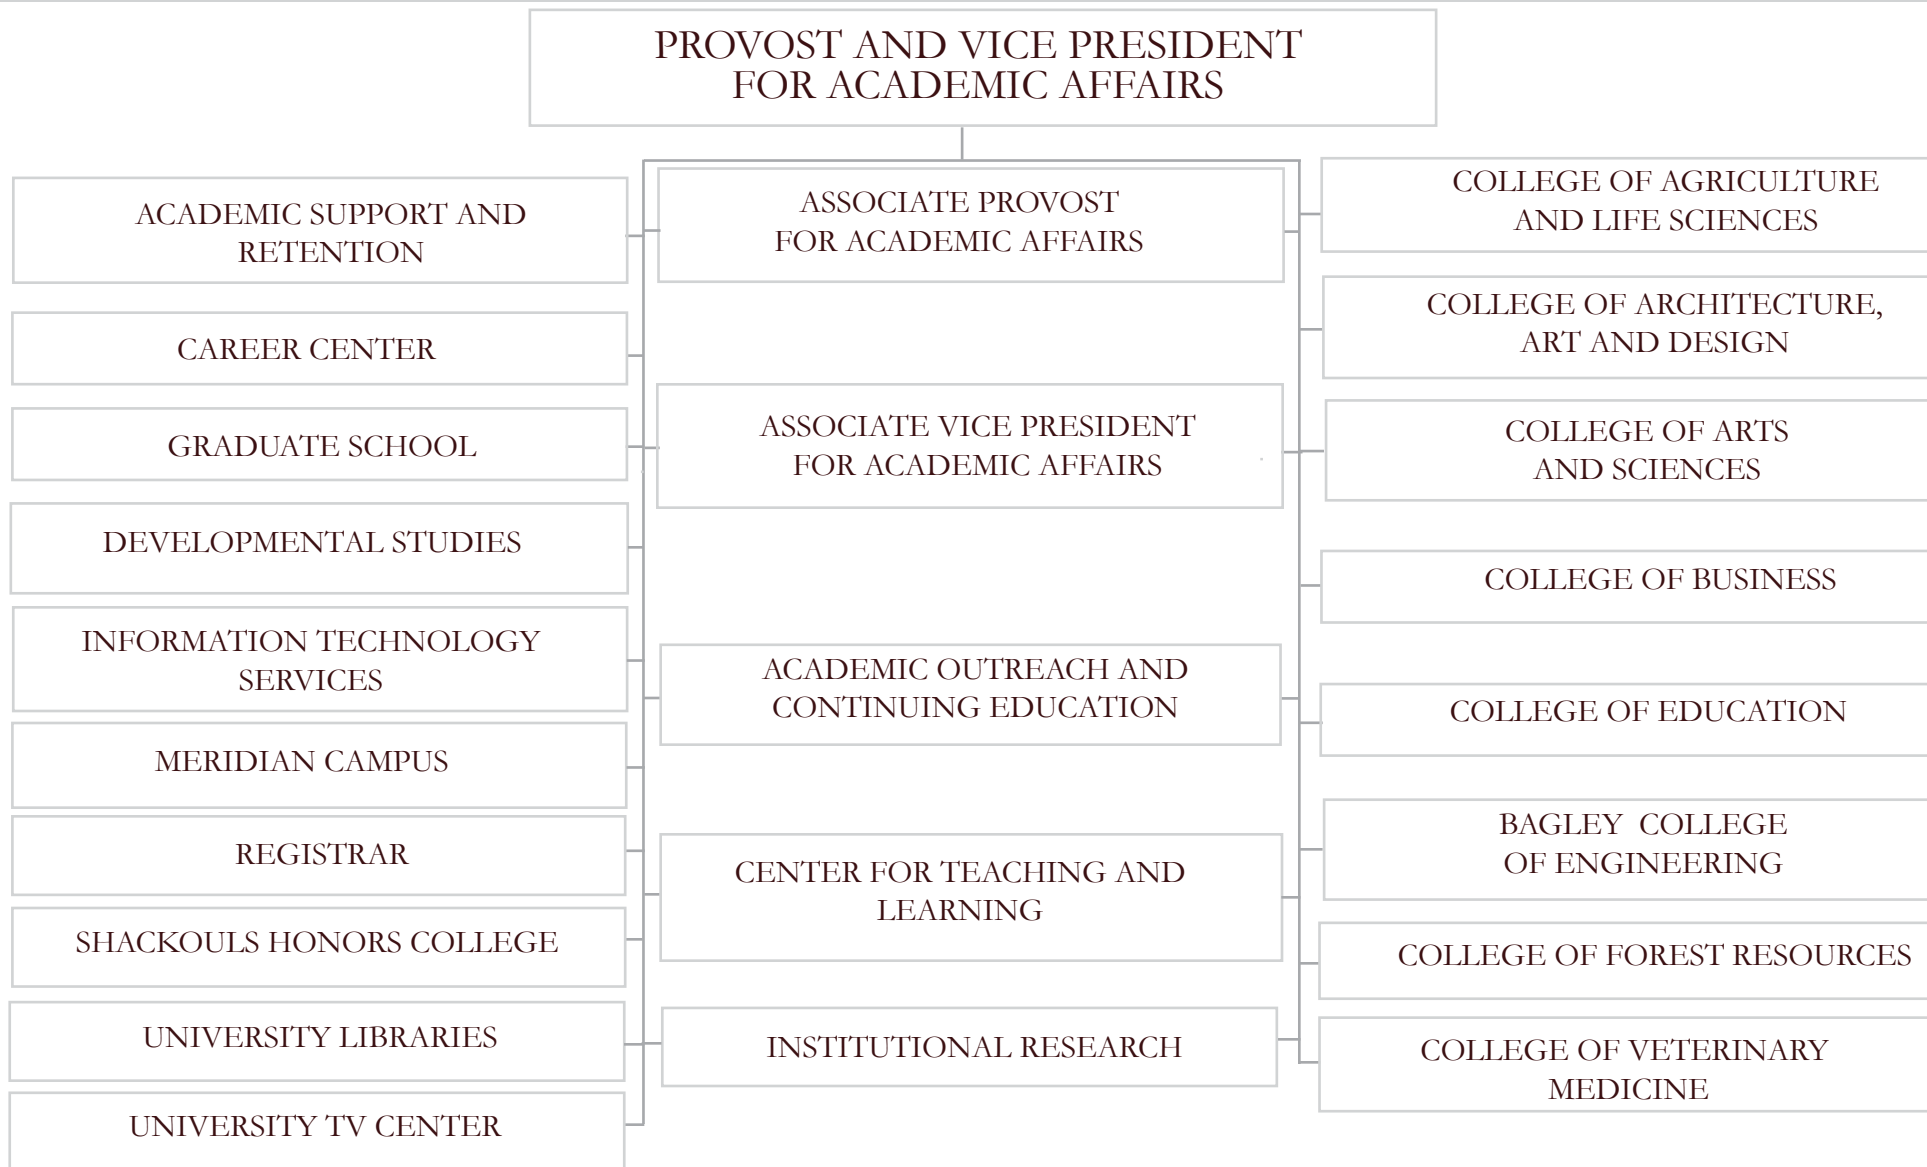 PROVOST AND VICE PRESIDENT
FOR ACADEMIC AFFAIRS
ACADEMIC SUPPORT AND
RETENTION
CAREER CENTER
GRADUATE SCHOOL
DEVELOPMENTAL STUDIES
INFORMATION TECHNOLOGY
SERVICES
MERIDIAN CAMPUS
REGISTRAR
SHACKOULS HONORS COLLEGE
UNIVERSITY LIBRARIES
UNIVERSITY TV CENTER
ASSOCIATE PROVOST
FOR ACADEMIC AFFAIRS
ASSOCIATE VICE PRESIDENT
FOR ACADEMIC AFFAIRS
ACADEMIC OUTREACH AND
CONTINUING EDUCATION
CENTER FOR TEACHING AND
LEARNING
INSTITUTIONAL RESEARCH
COLLEGE OF AGRICULTURE
AND LIFE SCIENCES
COLLEGE OF ARCHITECTURE,
ART AND DESIGN
COLLEGE OF ARTS
AND SCIENCES
COLLEGE OF BUSINESS
COLLEGE OF EDUCATION
BAGLEY COLLEGE
OF ENGINEERING
COLLEGE OF FOREST RESOURCES
COLLEGE OF VETERINARY
MEDICINE